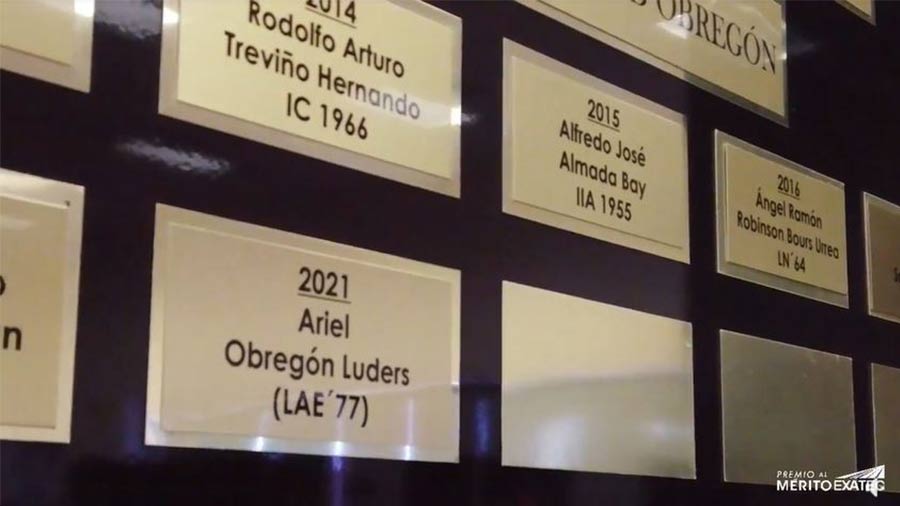 OBREGÓN
2014
Rodolfo Arturo
Treviño Hernando
IC 1966
2015
Alfredo José
Almada Bay
IIA 1955
2016
Ángel Ramón
Robinson Bours Urrea
LN´64
2021
Ariel
Obregón Luders
(LAE´77)
PREMIO AL
MÉRITO EXATEC